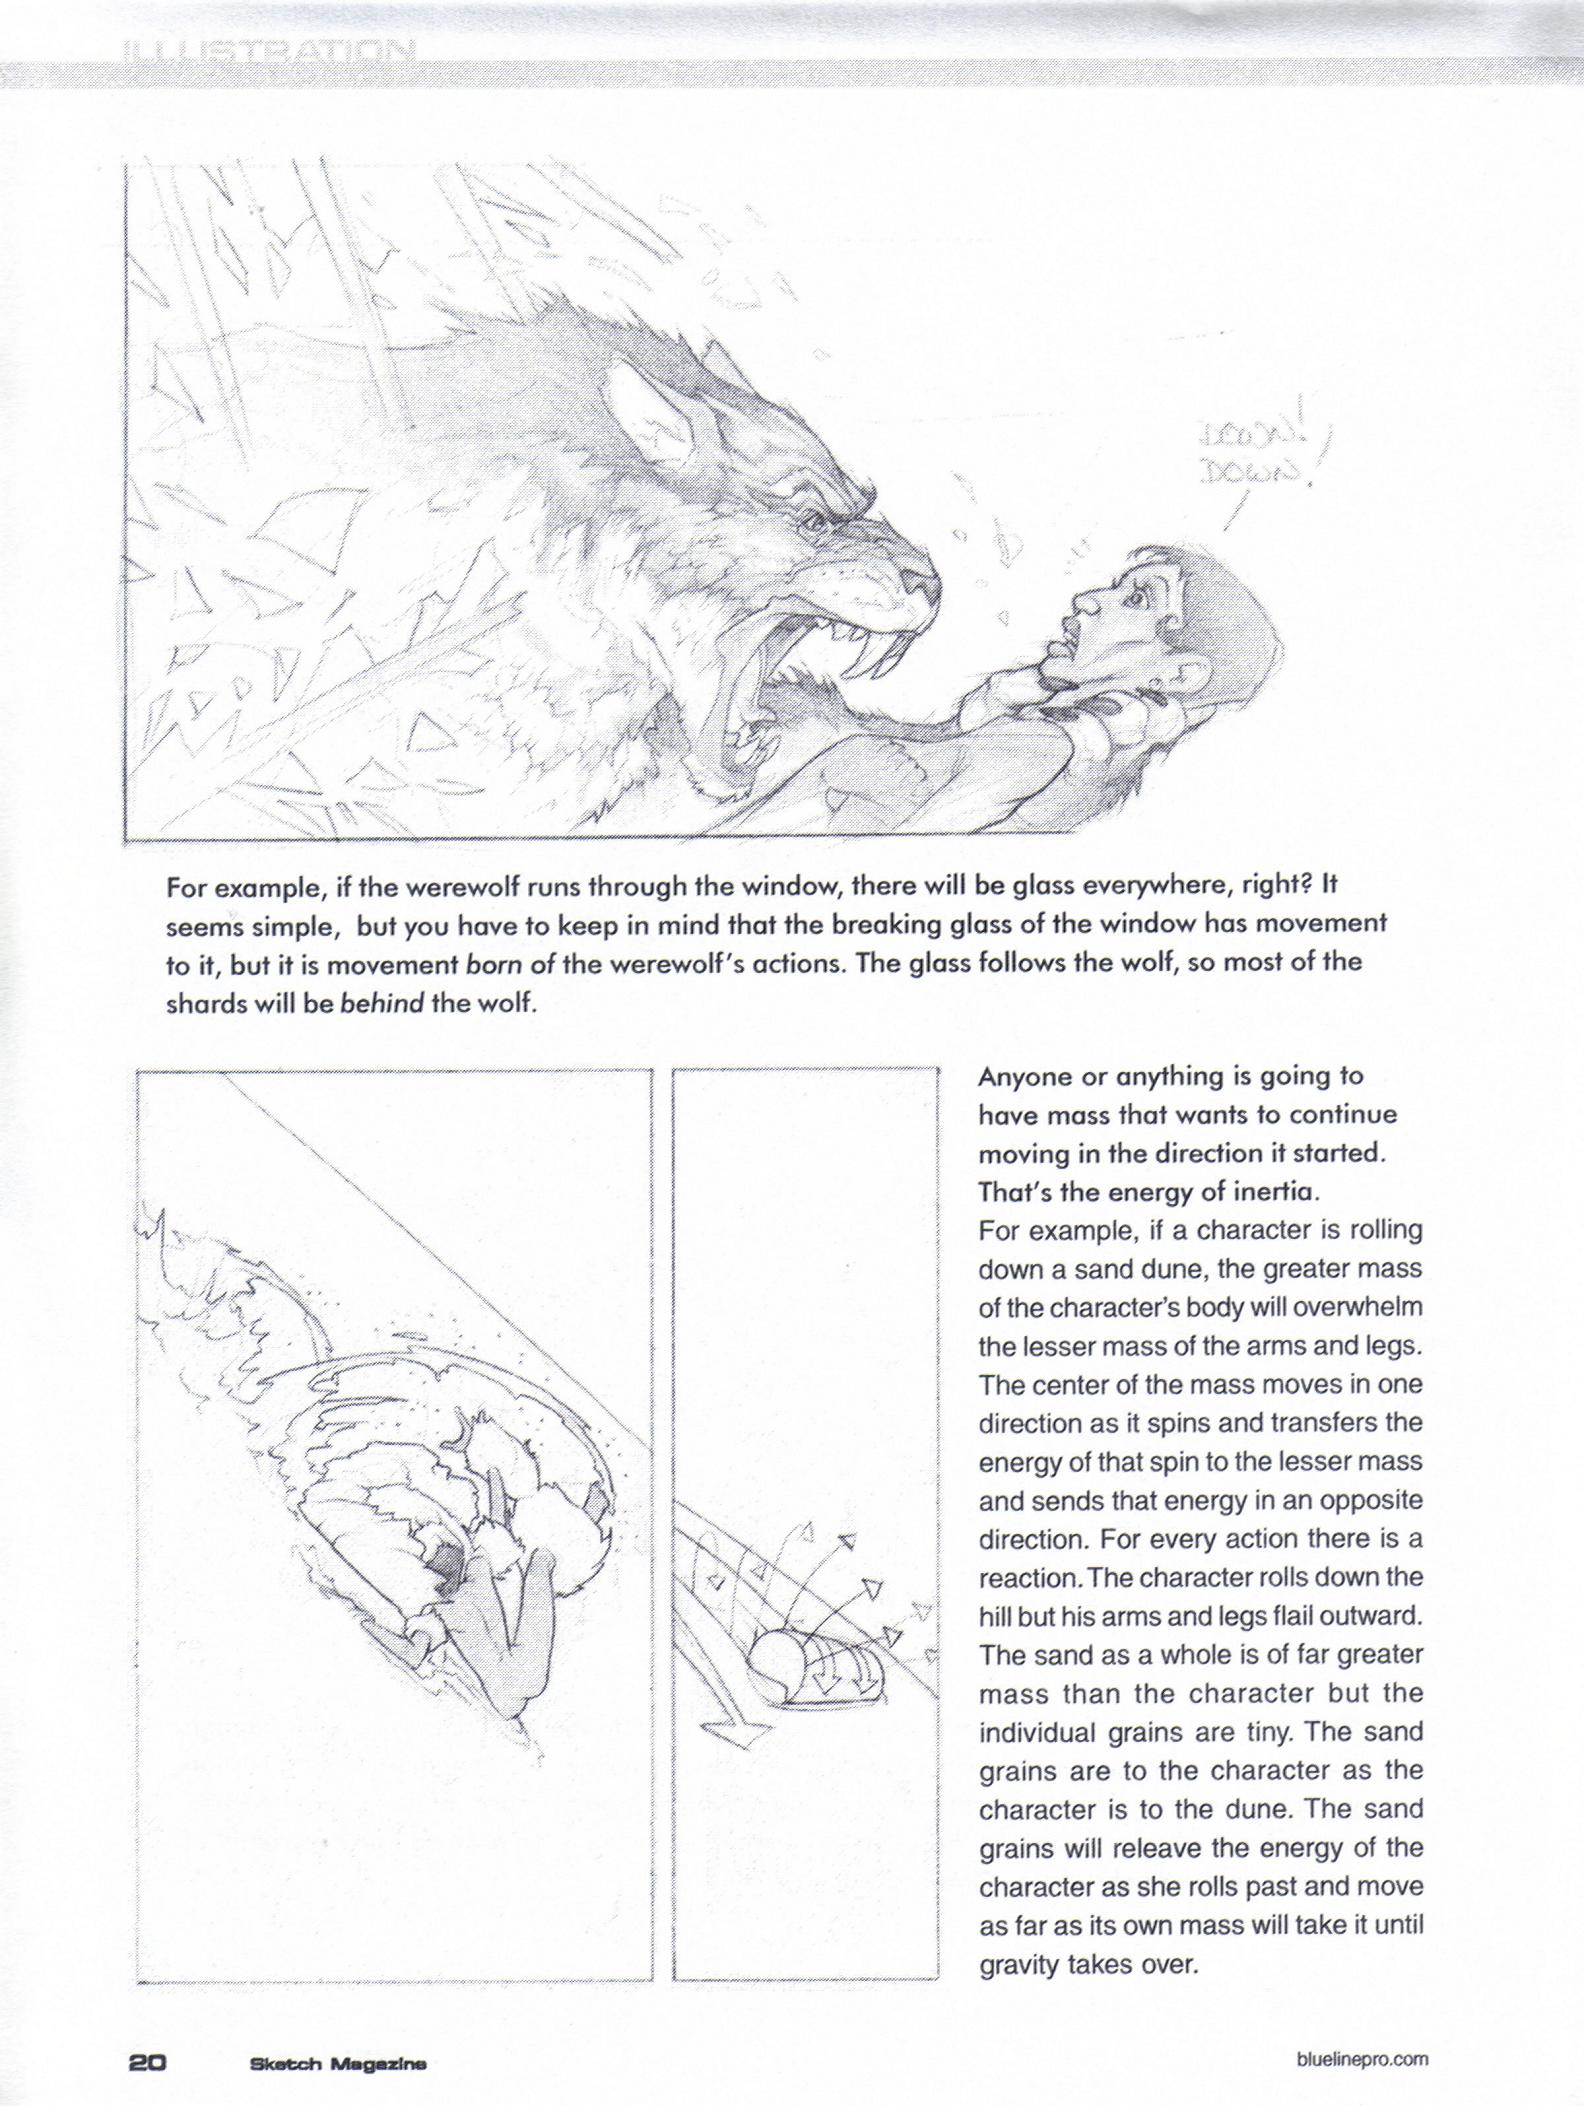 ILLUSTRATION
For example, if the werewolf runs through the window, there will be glass everywhere, right? It
seems simple, but you have to keep in mind that the breaking glass of the window has movement
to it, but it is movement born of the werewolf's actions. The glass follows the wolf, so most of the
shards will be behind the wolf.
Anyone or anything is going to
have mass that wants to continue
moving in the direction it started.
That's the energy of inertia.
For example, if a character is rolling
down a sand dune, the greater mass
of the character's body will overwhelm
the lesser mass of the arms and legs.
The center of the mass moves in one
direction as it spins and transfers the
energy of that spin to the lesser mass
and sends that energy in an opposite
direction. For every action there is a
reaction. The character rolls down the
hill but his arms and legs flail outward.
The sand as a whole is of far greater
mass than the character but the
individual grains are tiny. The sand
grains are to the character as the
character is to the dune. The sand
grains will releave the energy of the
character as she rolls past and move
as far as its own mass will take it until
gravity takes over.
20 Sketch Magazine
bluelinepro.com